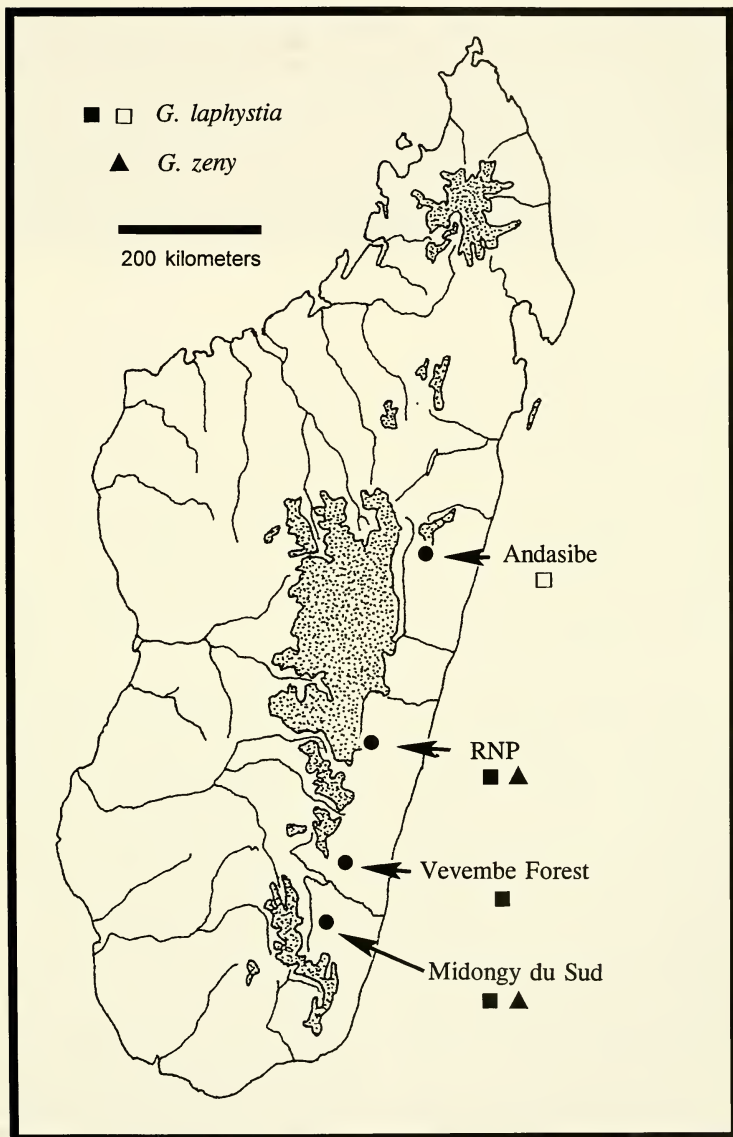 G. laphystia
G. zeny
200 kilometers
Andasibe
RNP
Vevembe Forest
Midongy du Sud